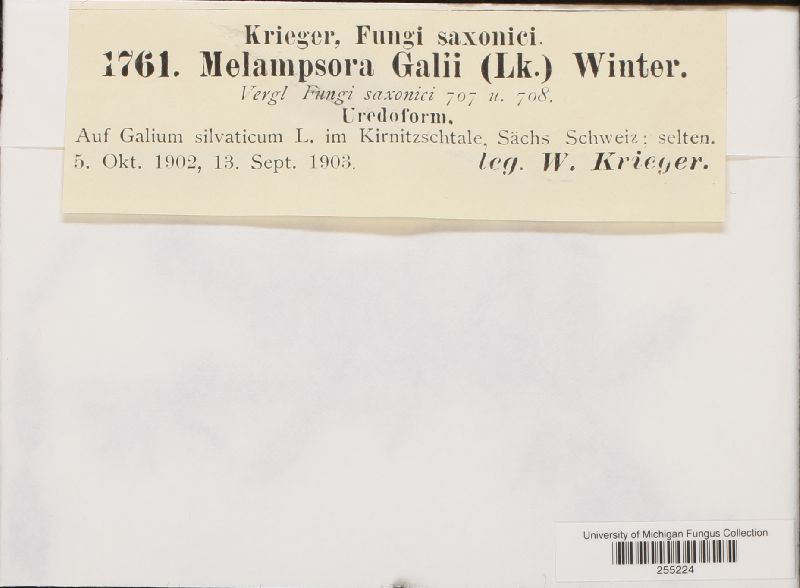 Krieger, Fungi saxonici.
1761. Melampsora Galii (Lk.) Winter.
Vergl Fungi saxonici 707 u. 708.
Uredoform.
Auf Galium silvaticum L. im Kirnitzschtale, Sächs Schweiz; selten.
5. Okt. 1902, 13. Sept. 1903. leg. W. Krieger.
University of Michigan Fungus Collection
255224